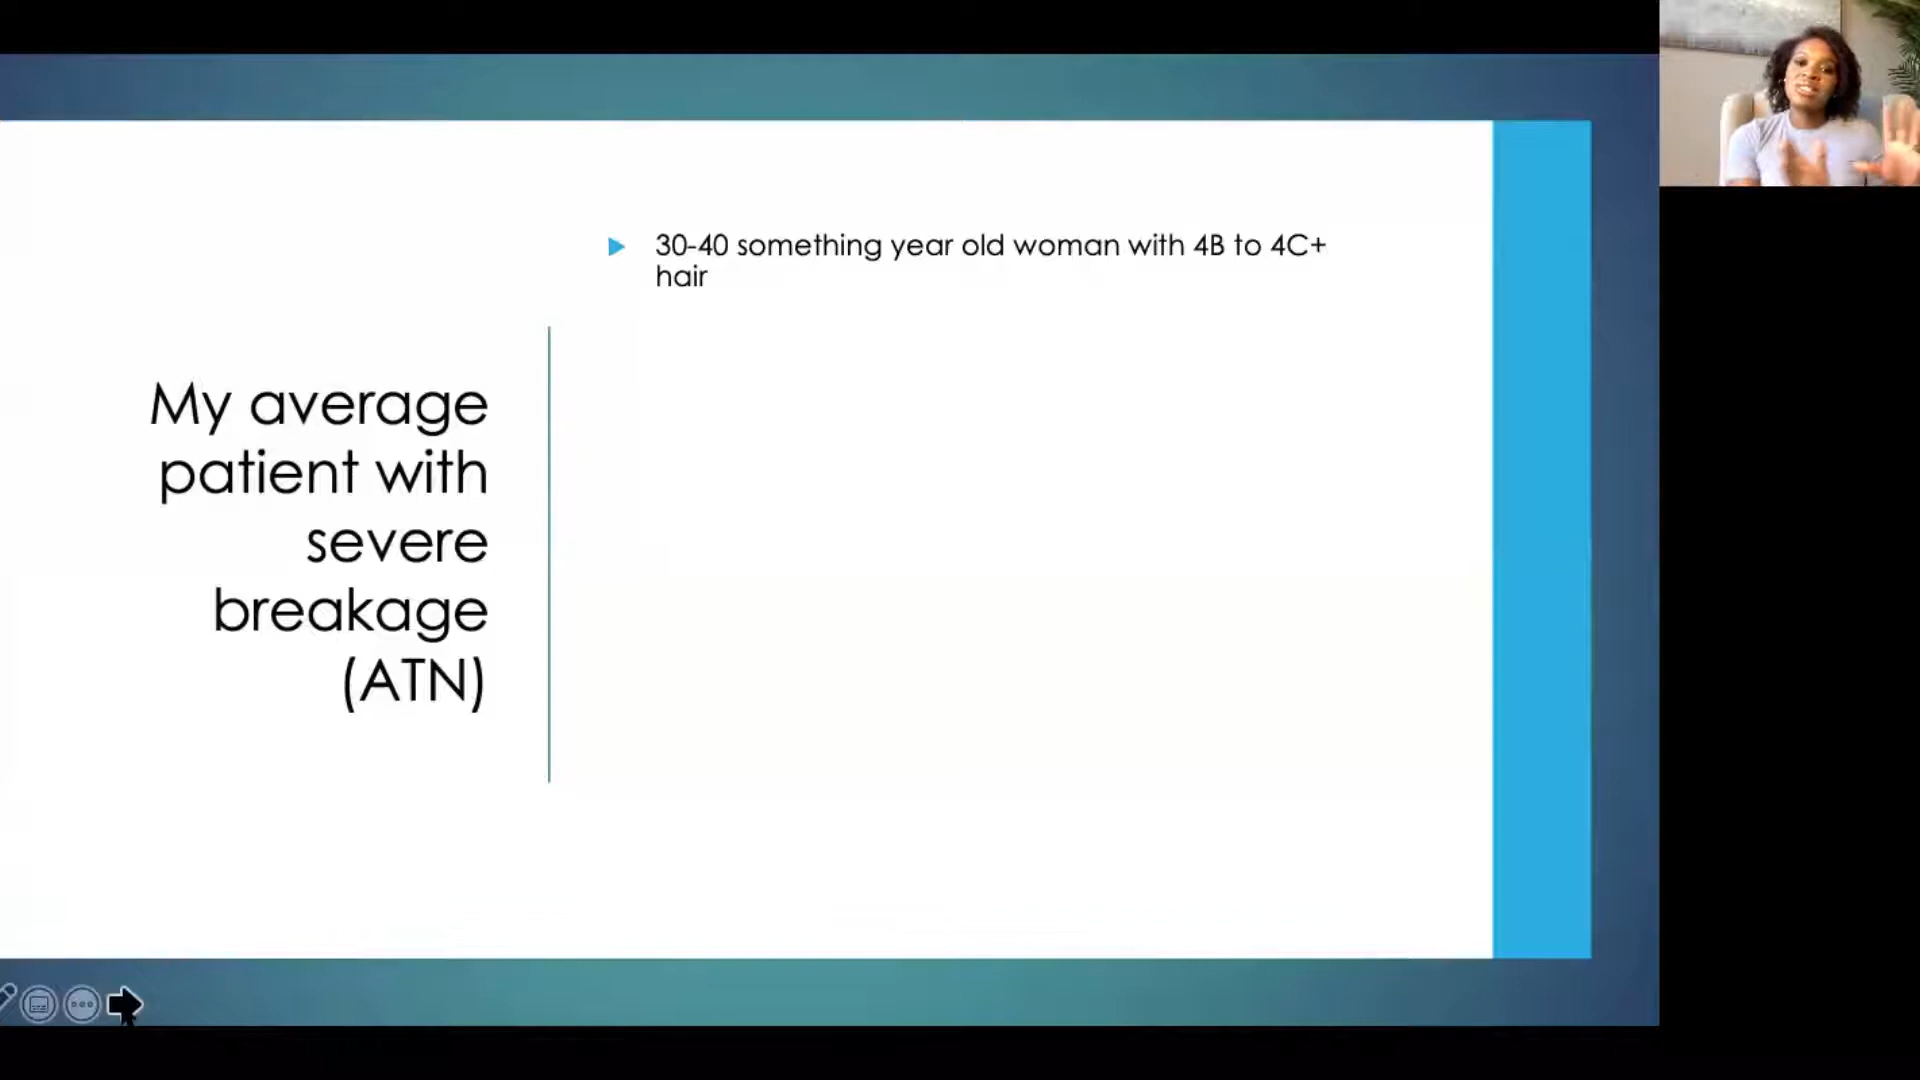 My average
patient with
severe
breakage
(ATN)
30-40 something year old woman with 4B to 4C+
hair